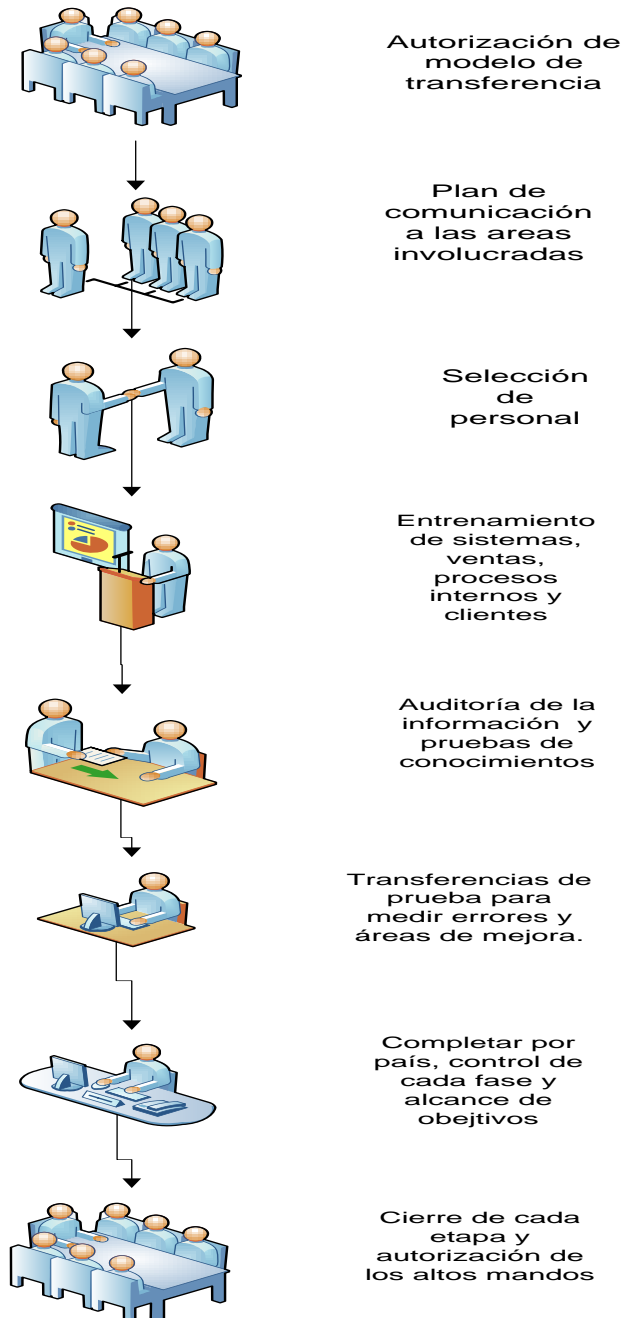 Autorización de
modelo de
transferencia
Plan de
comunicación
a las areas
involucradas
Selección
de
personal
Entrenamiento
de sistemas,
ventas,
procesos
internos y
clientes
Auditoría de la
información y
pruebas de
conocimientos
Transferencias de
prueba para
medir errores y
áreas de mejora.
Completar por
país, control de
cada fase y
alcance de
obejtivos
Cierre de cada
etapa y
autorización de
los altos mandos